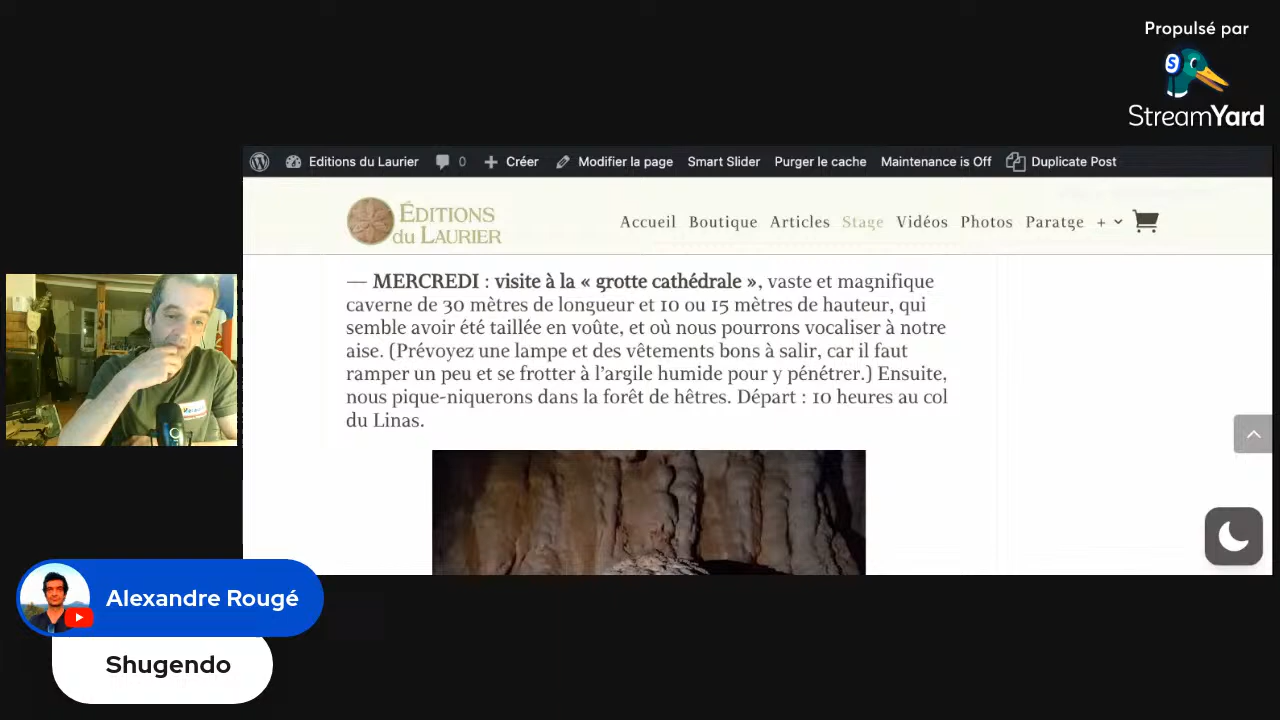 Propulsé par
StreamYard
Editions du Laurier 0 Créer Modifier la page Smart Slider Purger le cache Maintenance is Off Duplicate Post
ÉDITIONS
du LAURIER
Accueil Boutique Articles Stage Vidéos Photos Paratge +
— MERCREDI : visite à la « grotte cathédrale », vaste et magnifique
caverne de 30 mètres de longueur et 10 ou 15 mètres de hauteur, qui
semble avoir été taillée en voûte, et où nous pourrons vocaliser à notre
aise. (Prévoyez une lampe et des vêtements bons à salir, car il faut
ramper un peu et se frotter à l’argile humide pour y pénétrer.) Ensuite,
nous pique-niquerons dans la forêt de hêtres. Départ : 10 heures au col
du Linas.
Alexandre Rougé
Shugendo